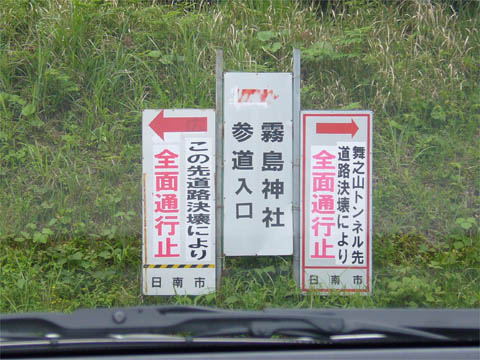 この先道路決壊により
全面通行止
日南市
霧島神社
参道入口
舞之山トンネル先
道路決壊により
全面通行止
日南市